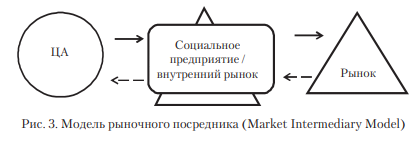 ЦА
Социальное
предприятие /
внутренний рынок
Рынок
Рис. 3. Модель рыночного посредника (Market Intermediary Model)